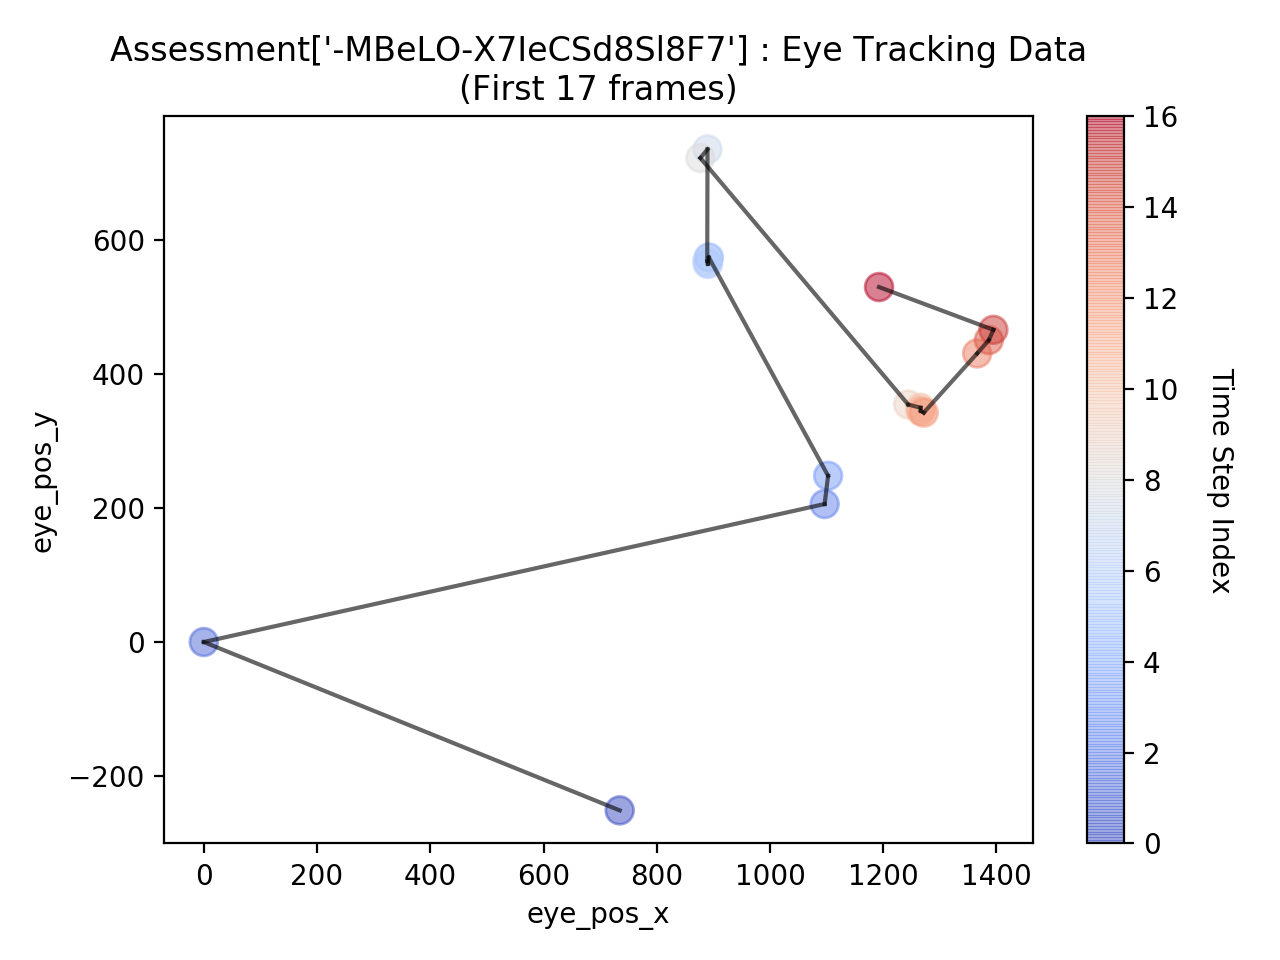 Assessment['-MBeLO-X7IeCSd8Sl8F7'] : Eye Tracking Data
(First 17 frames)
eye_pos_y
600
400
200
0
−200
0 200 400 600 800 1000 1200 1400
eye_pos_x
16
14
12
10
8
6
4
2
0
Time Step Index